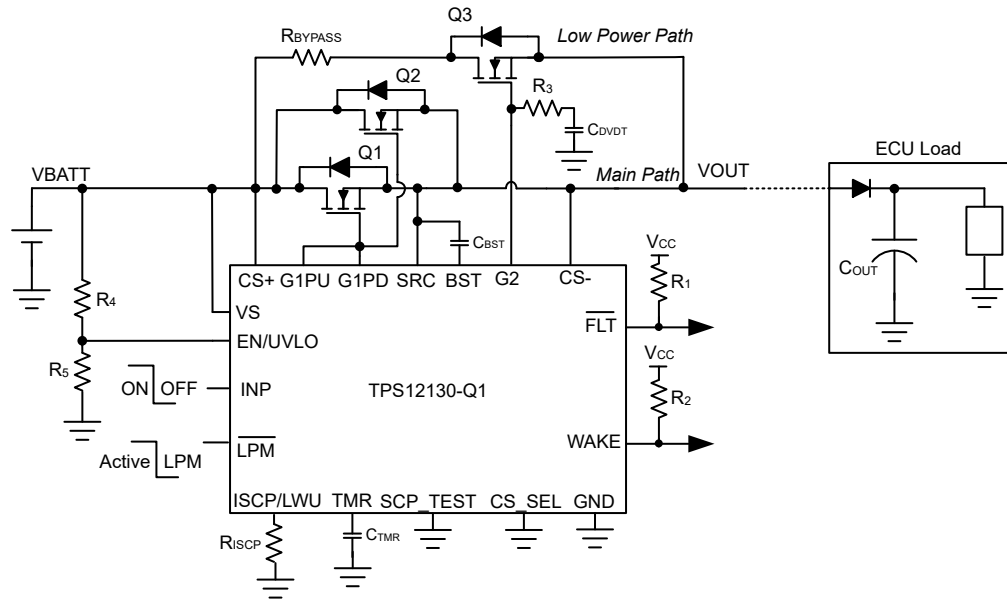 Q3
RBYPASS
Low Power Path
Q2
R3
CDVDT
Q1
ECU Load
VBATT
Main Path
VOUT
CBST
VCC
COUT
CS+ G1PU G1PD SRC BST G2 CS-
R1
R4
VS
FLT
EN/UVLO
VCC
R5
ON OFF
INP
TPS12130-Q1
R2
WAKE
LPM
Active LPM
ISCP/LWU TMR SCP_TEST CS_SEL GND
RISCP
CTMR